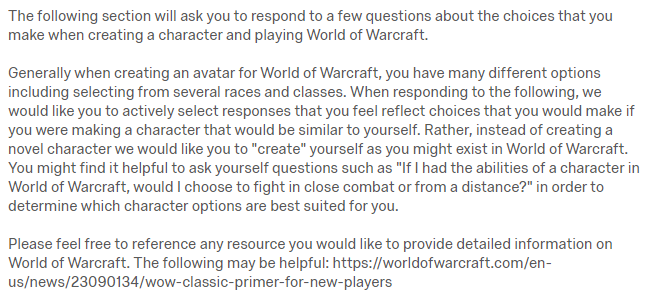 The following section will ask you to respond to a few questions about the choices that you
make when creating a character and playing World of Warcraft.
Generally when creating an avatar for World of Warcraft, you have many different options
including selecting from several races and classes. When responding to the following, we
would like you to actively select responses that you feel reflect choices that you would make if
you were making a character that would be similar to yourself. Rather, instead of creating a
novel character we would like you to "create" yourself as you might exist in World of Warcraft.
You might find it helpful to ask yourself questions such as "If I had the abilities of a character in
World of Warcraft, would I choose to fight in close combat or from a distance?" in order to
determine which character options are best suited for you.
Please feel free to reference any resource you would like to provide detailed information on
World of Warcraft. The following may be helpful: https://worldofwarcraft.com/en-
us/news/23090134/wow-classic-primer-for-new-players